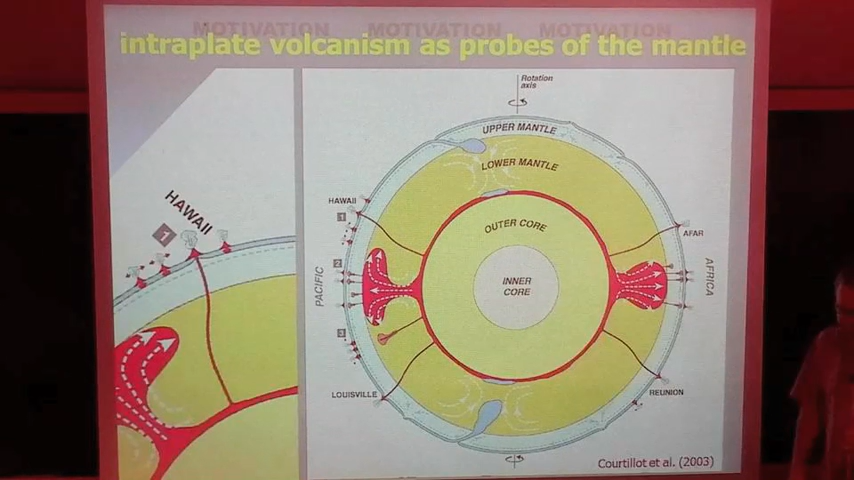 MOTIVATION MOTIVATION MOTIVATION
intraplate volcanism as probes of the mantle
HAWAII
1
Rotation
axis
UPPER MANTLE
LOWER MANTLE
HAWAII
1
OUTER CORE
AFAR
2
PACIFIC
INNER
CORE
AFRICA
3
LOUISVILLE
REUNION
Courtillot et al. (2003)